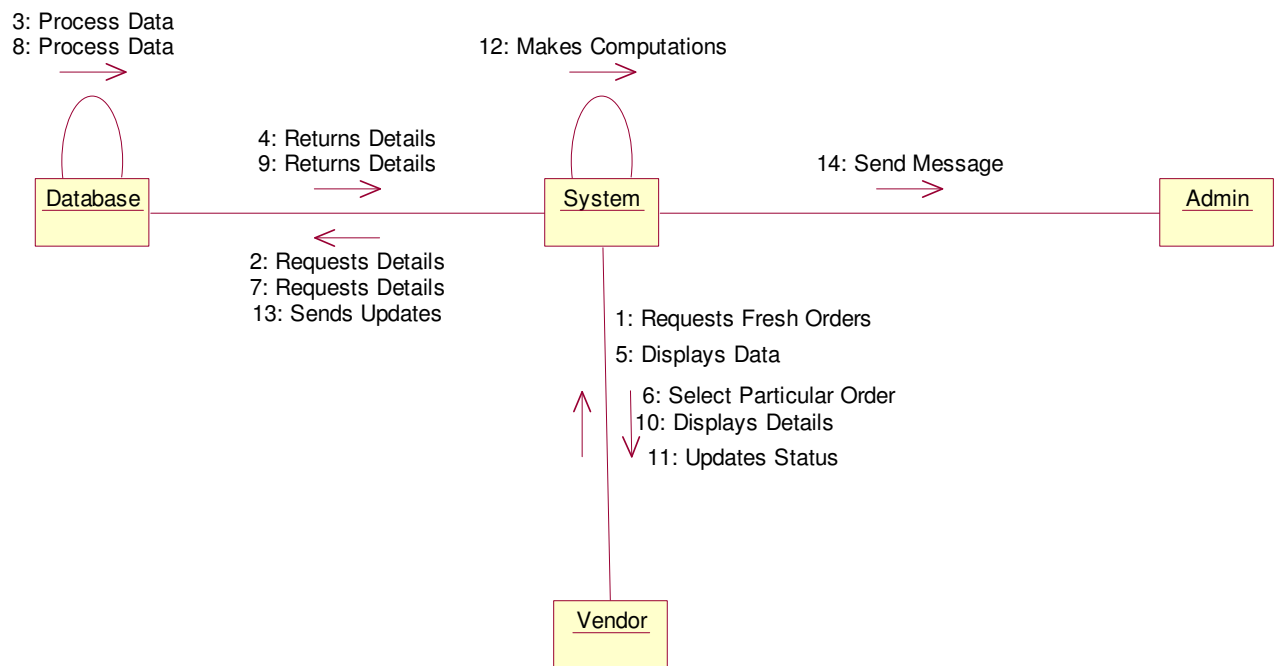 3: Process Data
8: Process Data
12: Makes Computations
4: Returns Details
9: Returns Details
14: Send Message
Database
System
Admin
2: Requests Details
7: Requests Details
13: Sends Updates
1: Requests Fresh Orders
5: Displays Data
6: Select Particular Order
10: Displays Details
11: Updates Status
Vendor